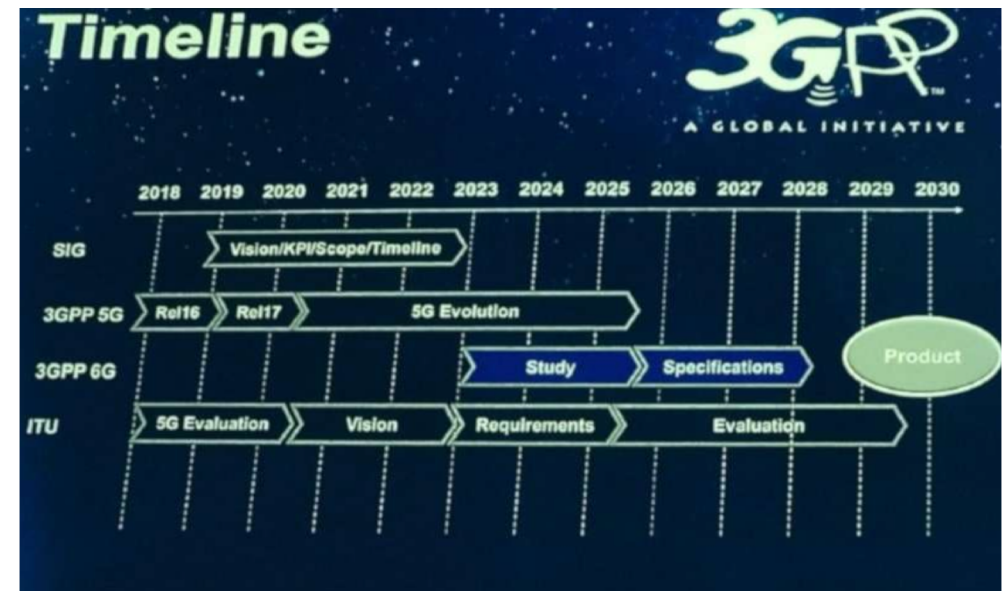 Timeline
3GPP TM
A GLOBAL INITIATIVE
2018 2019 2020 2021 2022 2023 2024 2025 2026 2027 2028 2029 2030
SIG Vision/KPI/Scope/Timeline
3GPP 5G Rel16 Rel17 5G Evolution
3GPP 6G Study Specifications Product
ITU 5G Evaluation Vision Requirements Evaluation